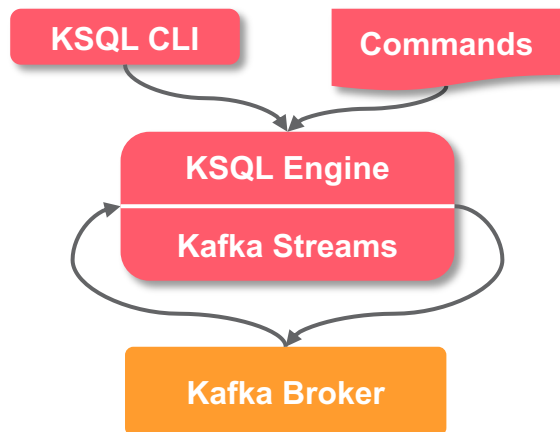 KSQL CLI
Commands
KSQL Engine
Kafka Streams
Kafka Broker